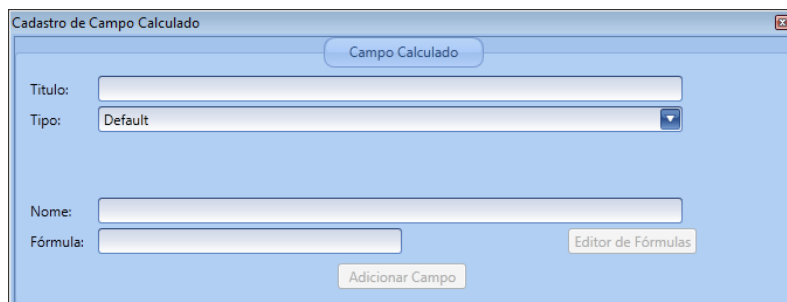 Cadastro de Campo Calculado
Campo Calculado
Titulo:
Tipo: Default
Nome:
Fórmula: Editor de Fórmulas
Adicionar Campo